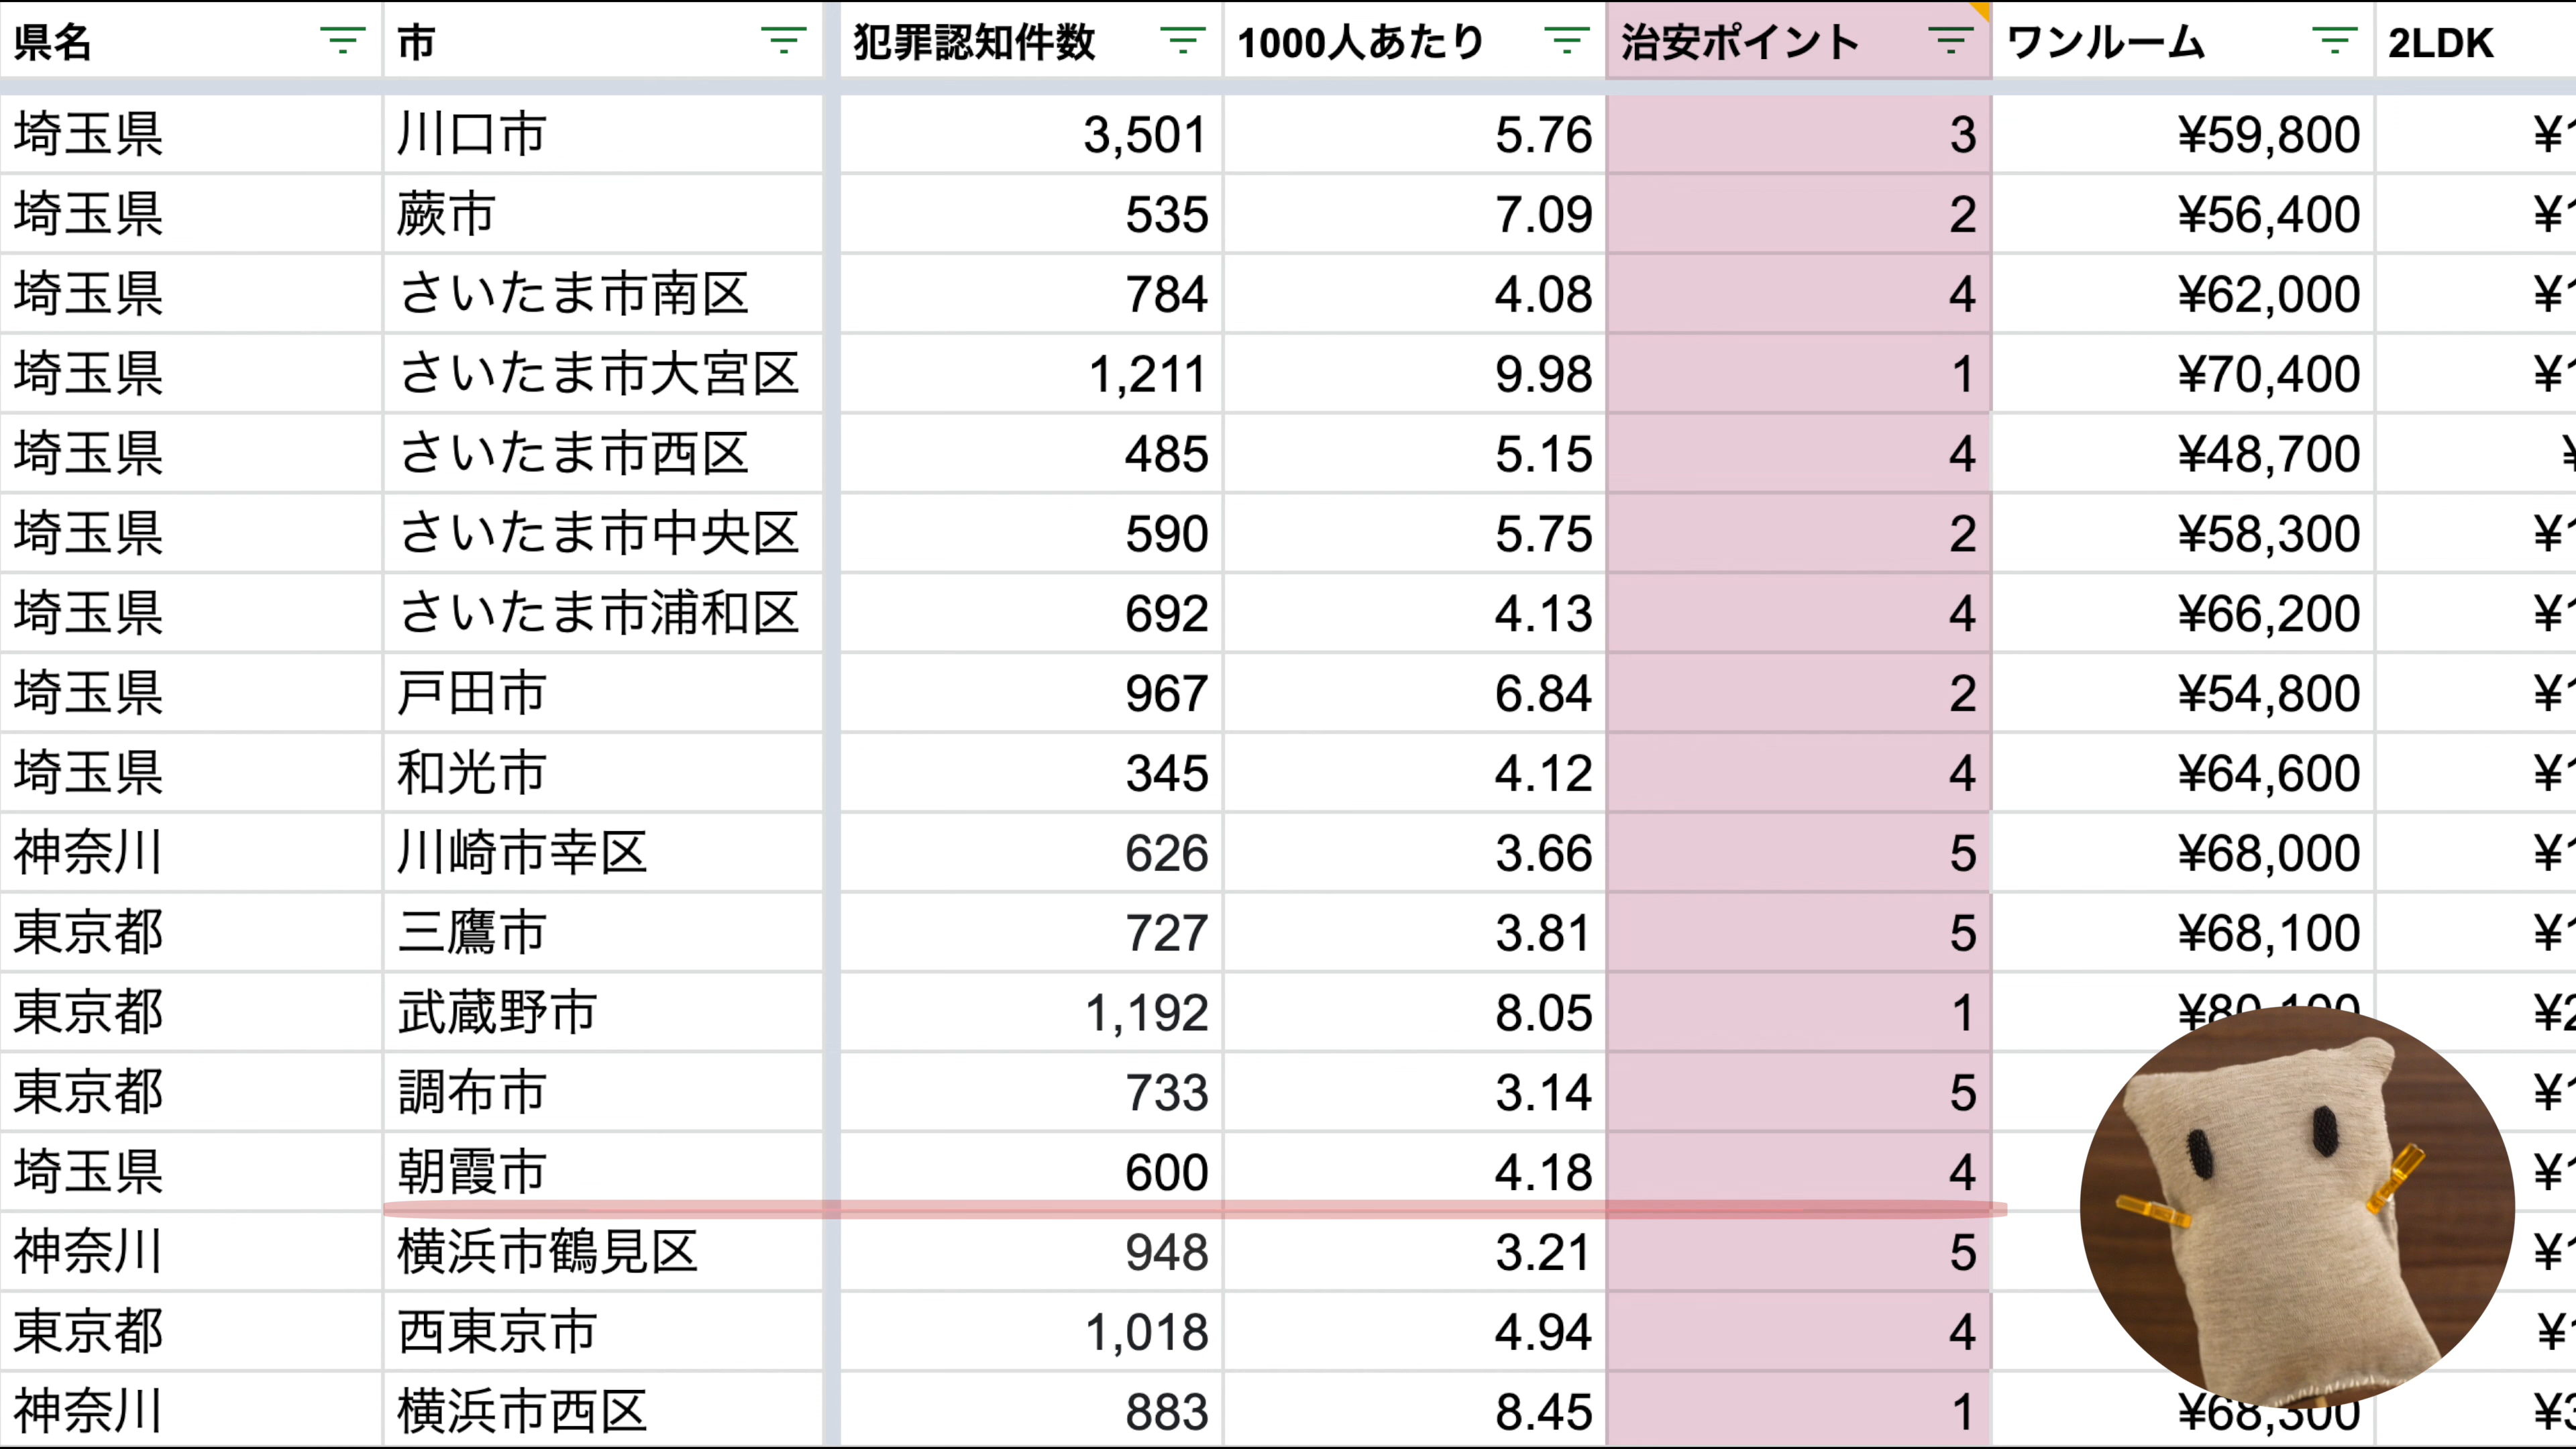 県名 市 犯罪認知件数 1000人あたり 治安ポイント ワンルーム 2LDK
埼玉県 川口市 3,501 5.76 3 ¥59,800
埼玉県 蕨市 535 7.09 2 ¥56,400
埼玉県 さいたま市南区 784 4.08 4 ¥62,000
埼玉県 さいたま市大宮区 1,211 9.98 1 ¥70,400
埼玉県 さいたま市西区 485 5.15 4 ¥48,700
埼玉県 さいたま市中央区 590 5.75 2 ¥58,300
埼玉県 さいたま市浦和区 692 4.13 4 ¥66,200
埼玉県 戸田市 967 6.84 2 ¥54,800
埼玉県 和光市 345 4.12 4 ¥64,600
神奈川 川崎市幸区 626 3.66 5 ¥68,000
東京都 三鷹市 727 3.81 5 ¥68,100
東京都 武蔵野市 1,192 8.05 1 ¥80,100
東京都 調布市 733 3.14 5
埼玉県 朝霞市 600 4.18 4
神奈川 横浜市鶴見区 948 3.21 5
東京都 西東京市 1,018 4.94 4
神奈川 横浜市西区 883 8.45 1 ¥68,300